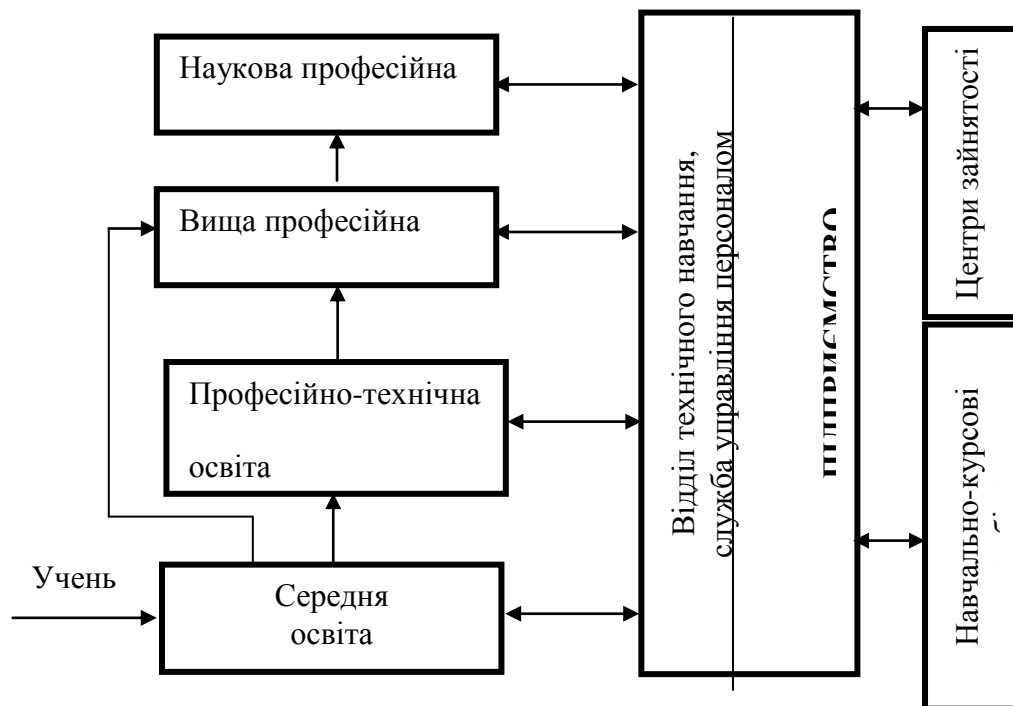 Наукова професійна
Вища професійна
Професійно-технічна
освіта
Учень
Середня
освіта
Відділ технічного навчання,
служба управління персоналом
ПІДПРИЄМСТВО
Центри зайнятості
Навчально-курсові